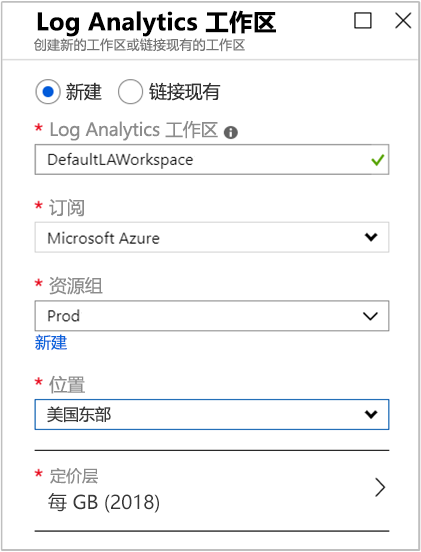 Log Analytics 工作区
创建新的工作区或链接现有的工作区
新建 链接现有
* Log Analytics 工作区
DefaultLAWorkspace
* 订阅
Microsoft Azure
* 资源组
Prod
新建
* 位置
美国东部
* 定价层
每 GB (2018)